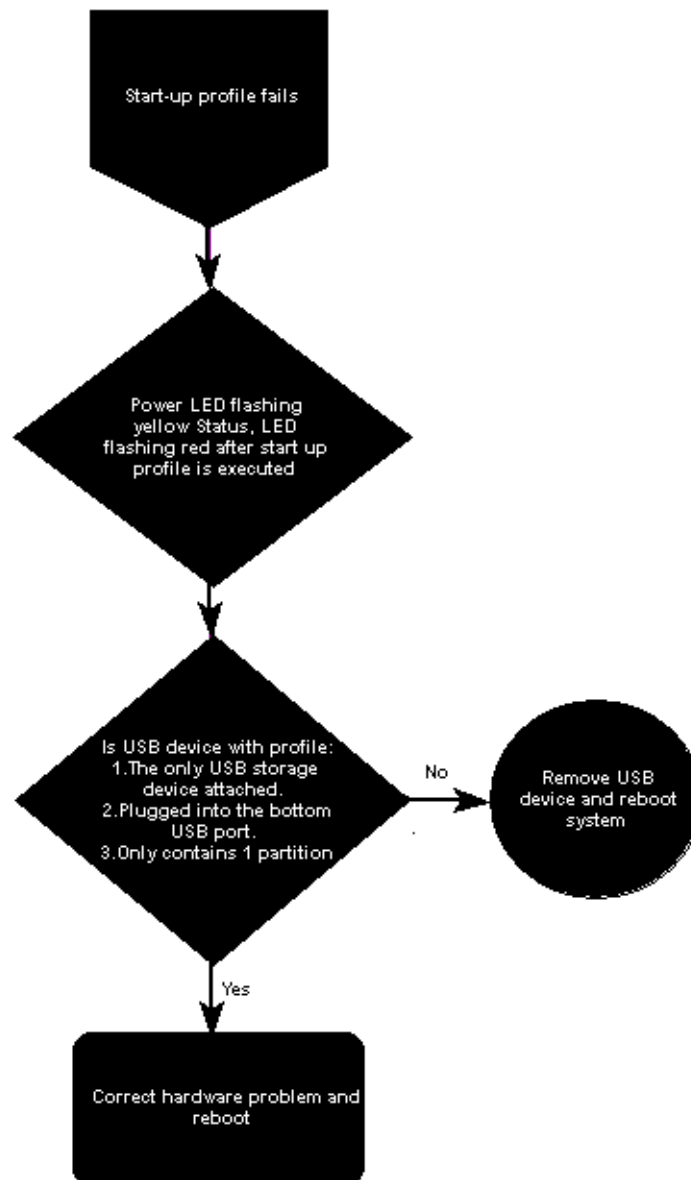 Start-up profile fails
Power LED flashing
yellow Status, LED
flashing red after start up
profile is executed
Is USB device with profile:
1.The only USB storage
device attached.
2.Plugged into the bottom
USB port.
3.Only contains 1 partition
No
Remove USB
device and reboot
system
Yes
Correct hardware problem and
reboot